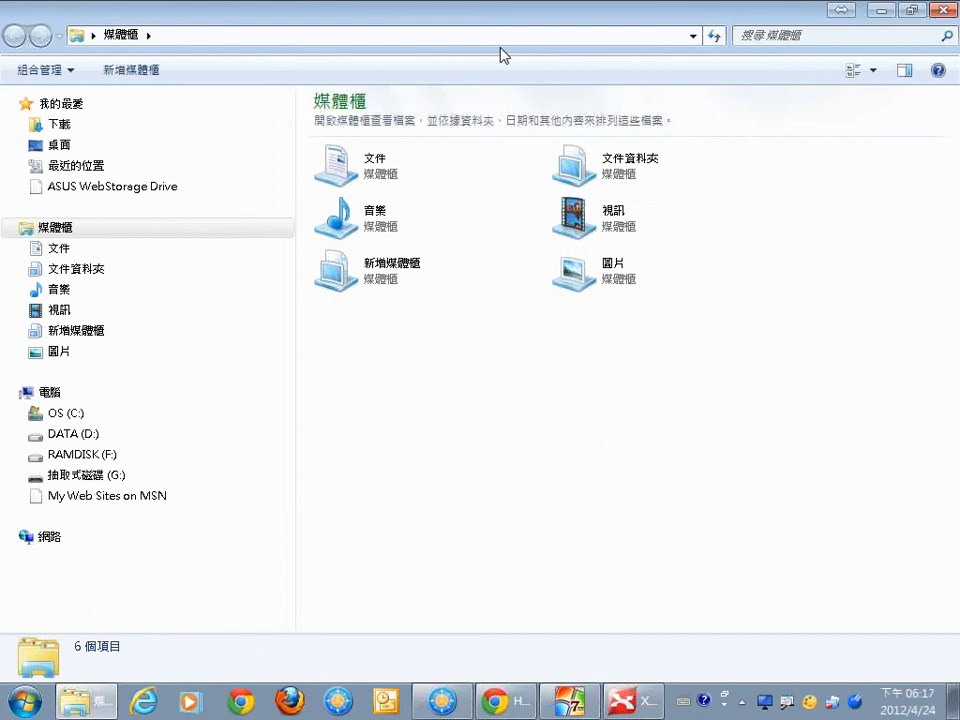 媒體櫃
搜尋 媒體櫃
組合管理
新增媒體櫃
我的最愛
下載
桌面
最近的位置
ASUS WebStorage Drive
媒體櫃
文件
文件資料夾
音樂
視訊
新增媒體櫃
圖片
電腦
OS (C:)
DATA (D:)
RAMDISK (F:)
抽取式磁碟 (G:)
My Web Sites on MSN
網路
媒體櫃
開啟媒體櫃查看檔案，並依據資料夾、日期和其他內容來排列這些檔案。
文件
媒體櫃
文件資料夾
媒體櫃
音樂
媒體櫃
視訊
媒體櫃
新增媒體櫃
媒體櫃
圖片
媒體櫃
6 個項目
H...
X...
下午 06:17
2012/4/24